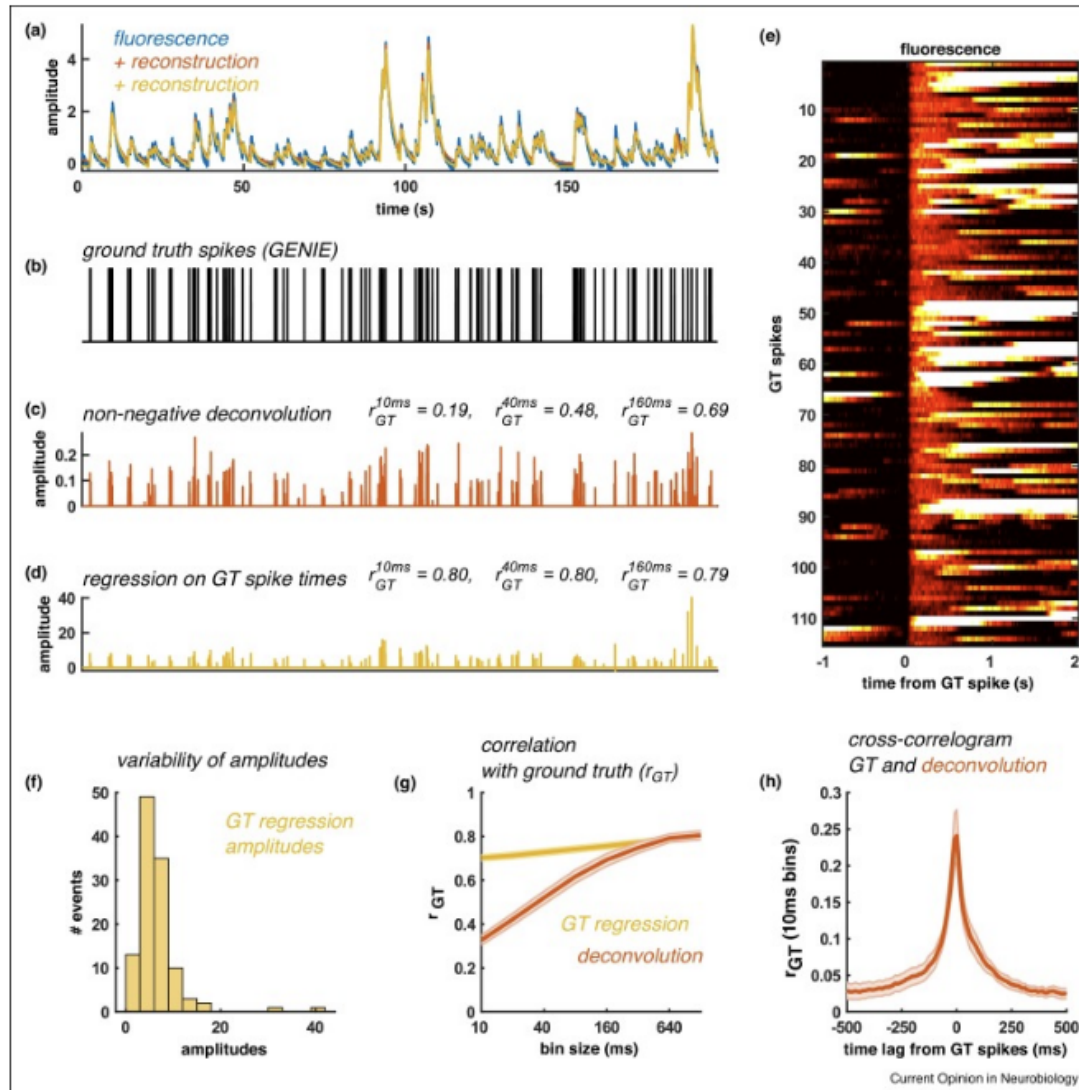 (a)
fluorescence
+ reconstruction
+ reconstruction
amplitude
4
2
0
0
50
100
150
time (s)
(b)
ground truth spikes (GENIE)
(c)
non-negative deconvolution
r_GT^10ms = 0.19, r_GT^40ms = 0.48, r_GT^160ms = 0.69
amplitude
0.2
0.1
0
(d)
regression on GT spike times
r_GT^10ms = 0.80, r_GT^40ms = 0.80, r_GT^160ms = 0.79
amplitude
40
20
0
(e)
fluorescence
GT spikes
10
20
30
40
50
60
70
80
90
100
110
-1
0
1
2
time from GT spike (s)
(f)
variability of amplitudes
GT regression
amplitudes
# events
50
40
30
20
10
0
0
20
40
amplitudes
(g)
correlation
with ground truth (r_GT)
r_GT
1
0.8
0.6
0.4
0.2
0
GT regression
deconvolution
10
40
160
640
bin size (ms)
(h)
cross-correlogram
GT and deconvolution
r_GT (10ms bins)
0.3
0.25
0.2
0.15
0.1
0.05
0
-500
-250
0
250
500
time lag from GT spikes (ms)
Current Opinion in Neurobiology